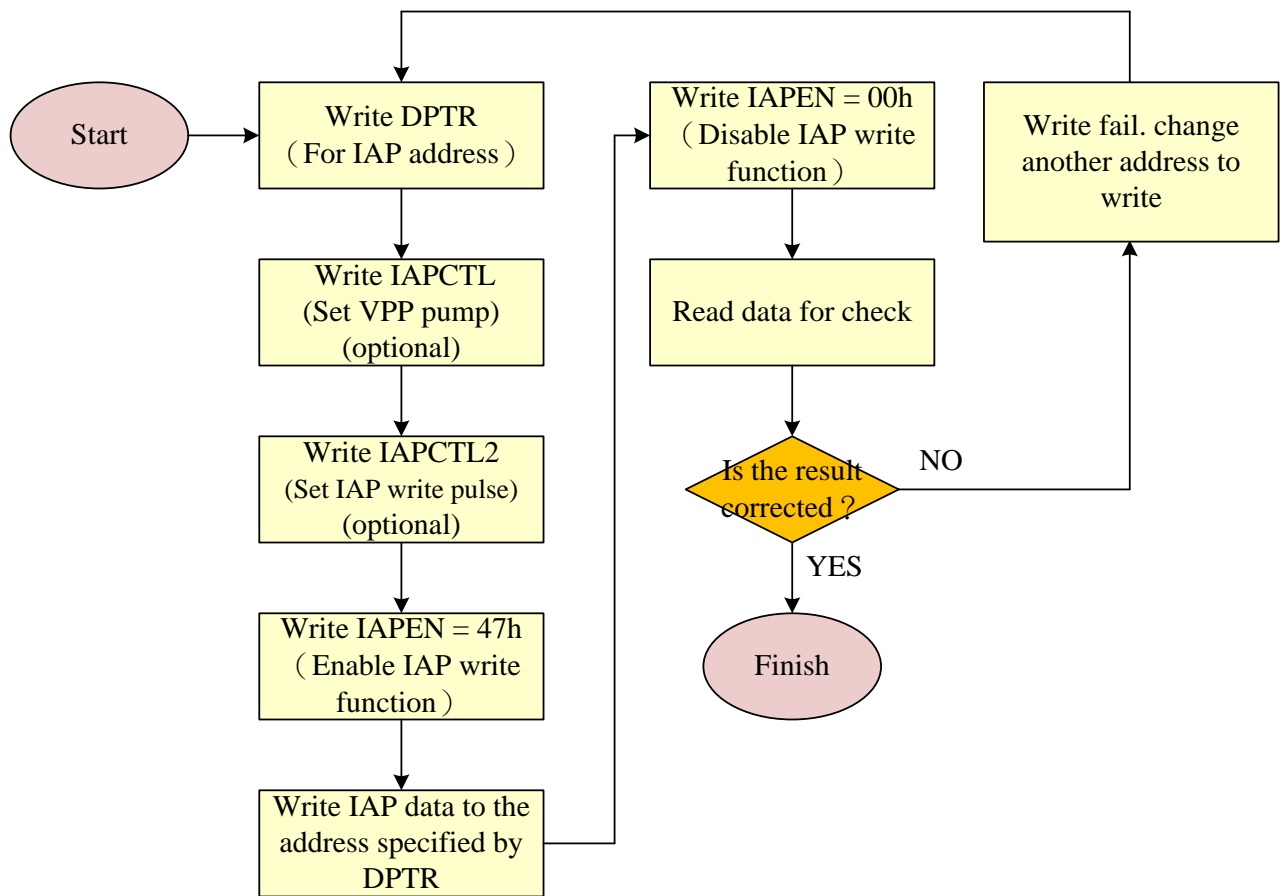 Start
Write DPTR
（For IAP address）
Write IAPCTL
(Set VPP pump)
(optional)
Write IAPCTL2
(Set IAP write pulse)
(optional)
Write IAPEN = 47h
（Enable IAP write
function）
Write IAP data to the
address specified by
DPTR
Write IAPEN = 00h
（Disable IAP write
function）
Read data for check
Is the result
corrected？
NO
YES
Finish
Write fail. change
another address to
write